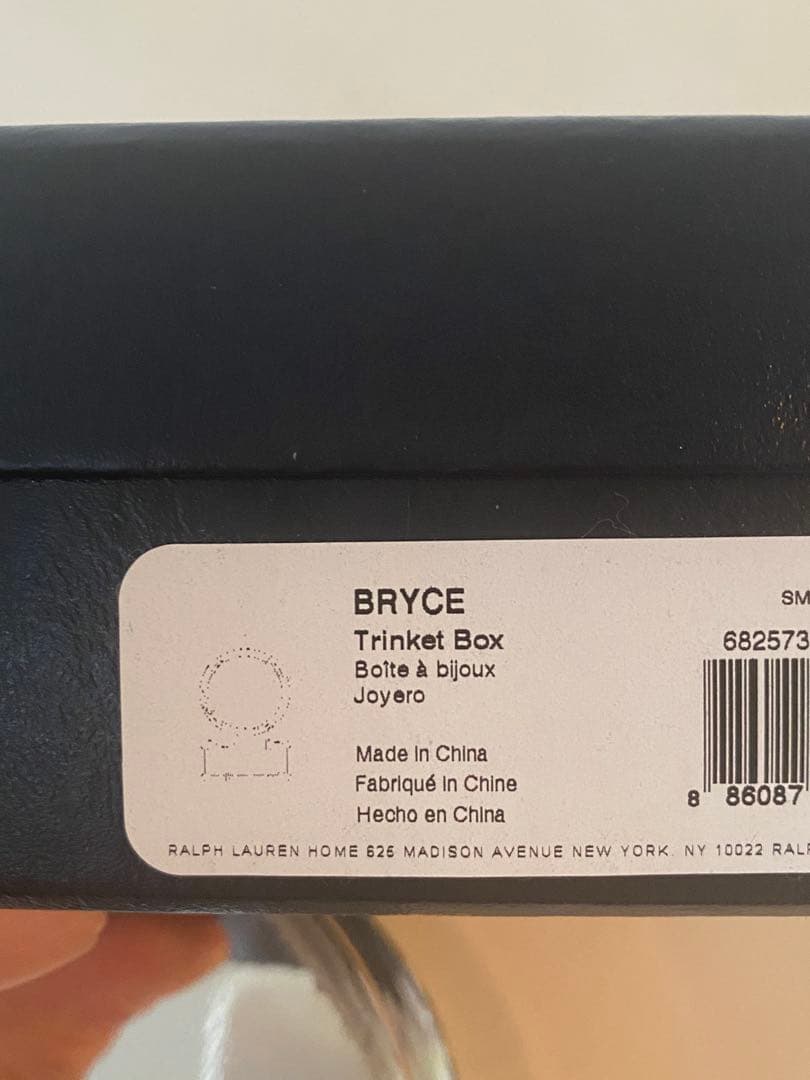 BRYCE
Trinket Box
Boîte à bijoux
Joyero
SM
682573
Made in China
Fabriqué in Chine
Hecho en China
8 86087
RALPH LAUREN HOME 625 MADISON AVENUE NEW YORK. NY 10022